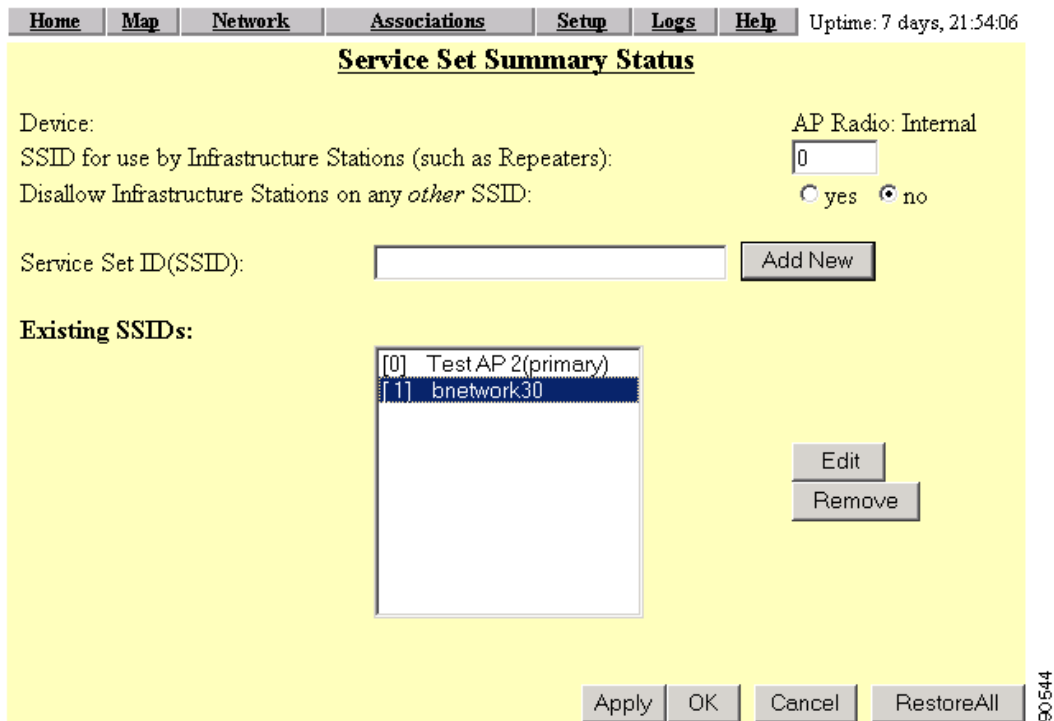 Home Map Network Associations Setup Logs Help Uptime: 7 days, 21:54:06
Service Set Summary Status
Device: AP Radio: Internal
SSID for use by Infrastructure Stations (such as Repeaters): 0
Disallow Infrastructure Stations on any other SSID: yes no
Service Set ID(SSID): Add New
Existing SSIDs:
[0] Test AP 2(primary)
[ 1] bnetwork30
Edit
Remove
Apply OK Cancel RestoreAll
90544